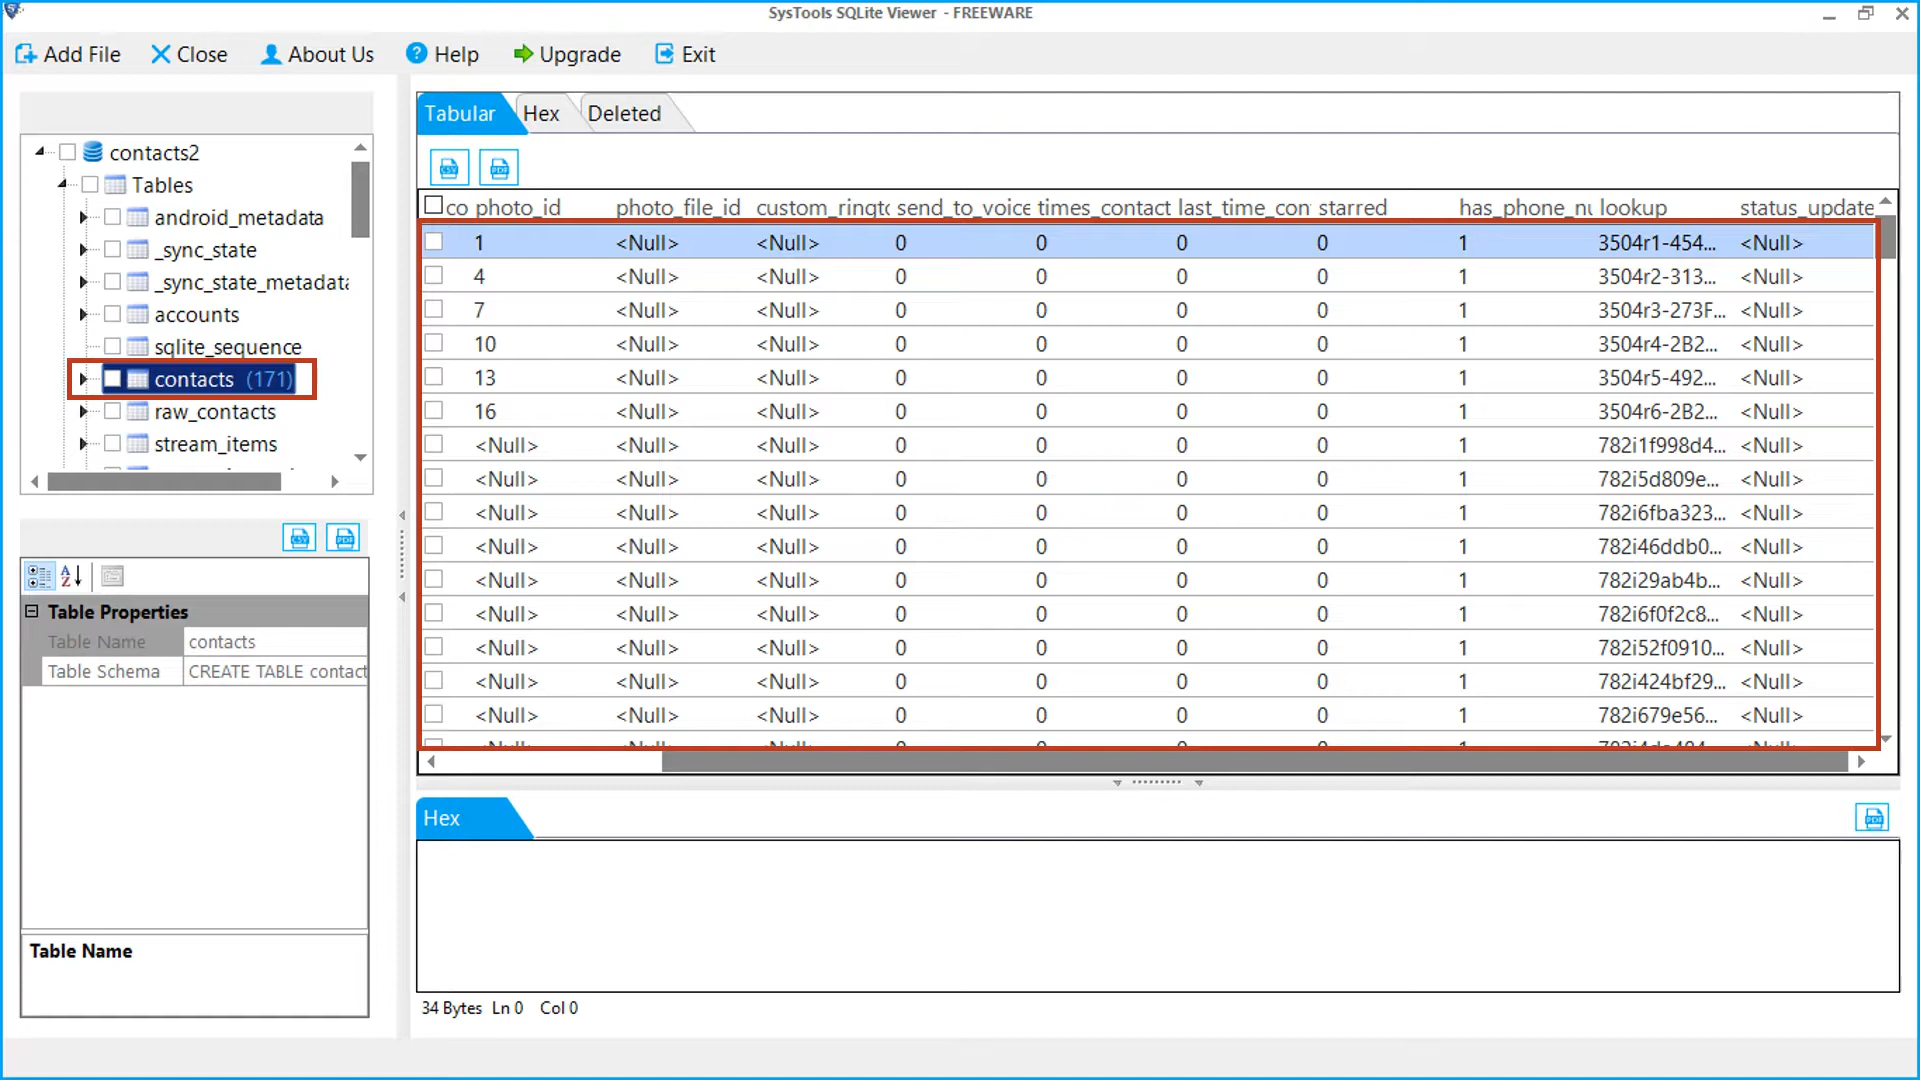 SysTools SQLite Viewer - FREEWARE
Add File Close About Us Help Upgrade Exit
Tabular Hex Deleted
contacts2
Tables
android_metadata
_sync_state
_sync_state_metadata
accounts
sqlite_sequence
contacts (171)
raw_contacts
stream_items
CSV PDF
Table Properties
Table Name contacts
Table Schema CREATE TABLE contact
Table Name
CSV PDF
co photo_id photo_file_id custom_ringtc send_to_voice times_contact last_time_con starred has_phone_nu lookup status_update
1 <Null> <Null> 0 0 0 0 1 3504r1-454... <Null>
4 <Null> <Null> 0 0 0 0 1 3504r2-313... <Null>
7 <Null> <Null> 0 0 0 0 1 3504r3-273F... <Null>
10 <Null> <Null> 0 0 0 0 1 3504r4-2B2... <Null>
13 <Null> <Null> 0 0 0 0 1 3504r5-492... <Null>
16 <Null> <Null> 0 0 0 0 1 3504r6-2B2... <Null>
<Null> <Null> <Null> 0 0 0 0 1 782i1f998d4... <Null>
<Null> <Null> <Null> 0 0 0 0 1 782i5d809e... <Null>
<Null> <Null> <Null> 0 0 0 0 1 782i6fba323... <Null>
<Null> <Null> <Null> 0 0 0 0 1 782i46ddb0... <Null>
<Null> <Null> <Null> 0 0 0 0 1 782i29ab4b... <Null>
<Null> <Null> <Null> 0 0 0 0 1 782i6f0f2c8... <Null>
<Null> <Null> <Null> 0 0 0 0 1 782i52f0910... <Null>
<Null> <Null> <Null> 0 0 0 0 1 782i424bf29... <Null>
<Null> <Null> <Null> 0 0 0 0 1 782i679e56... <Null>
Hex
PDF
34 Bytes Ln 0 Col 0